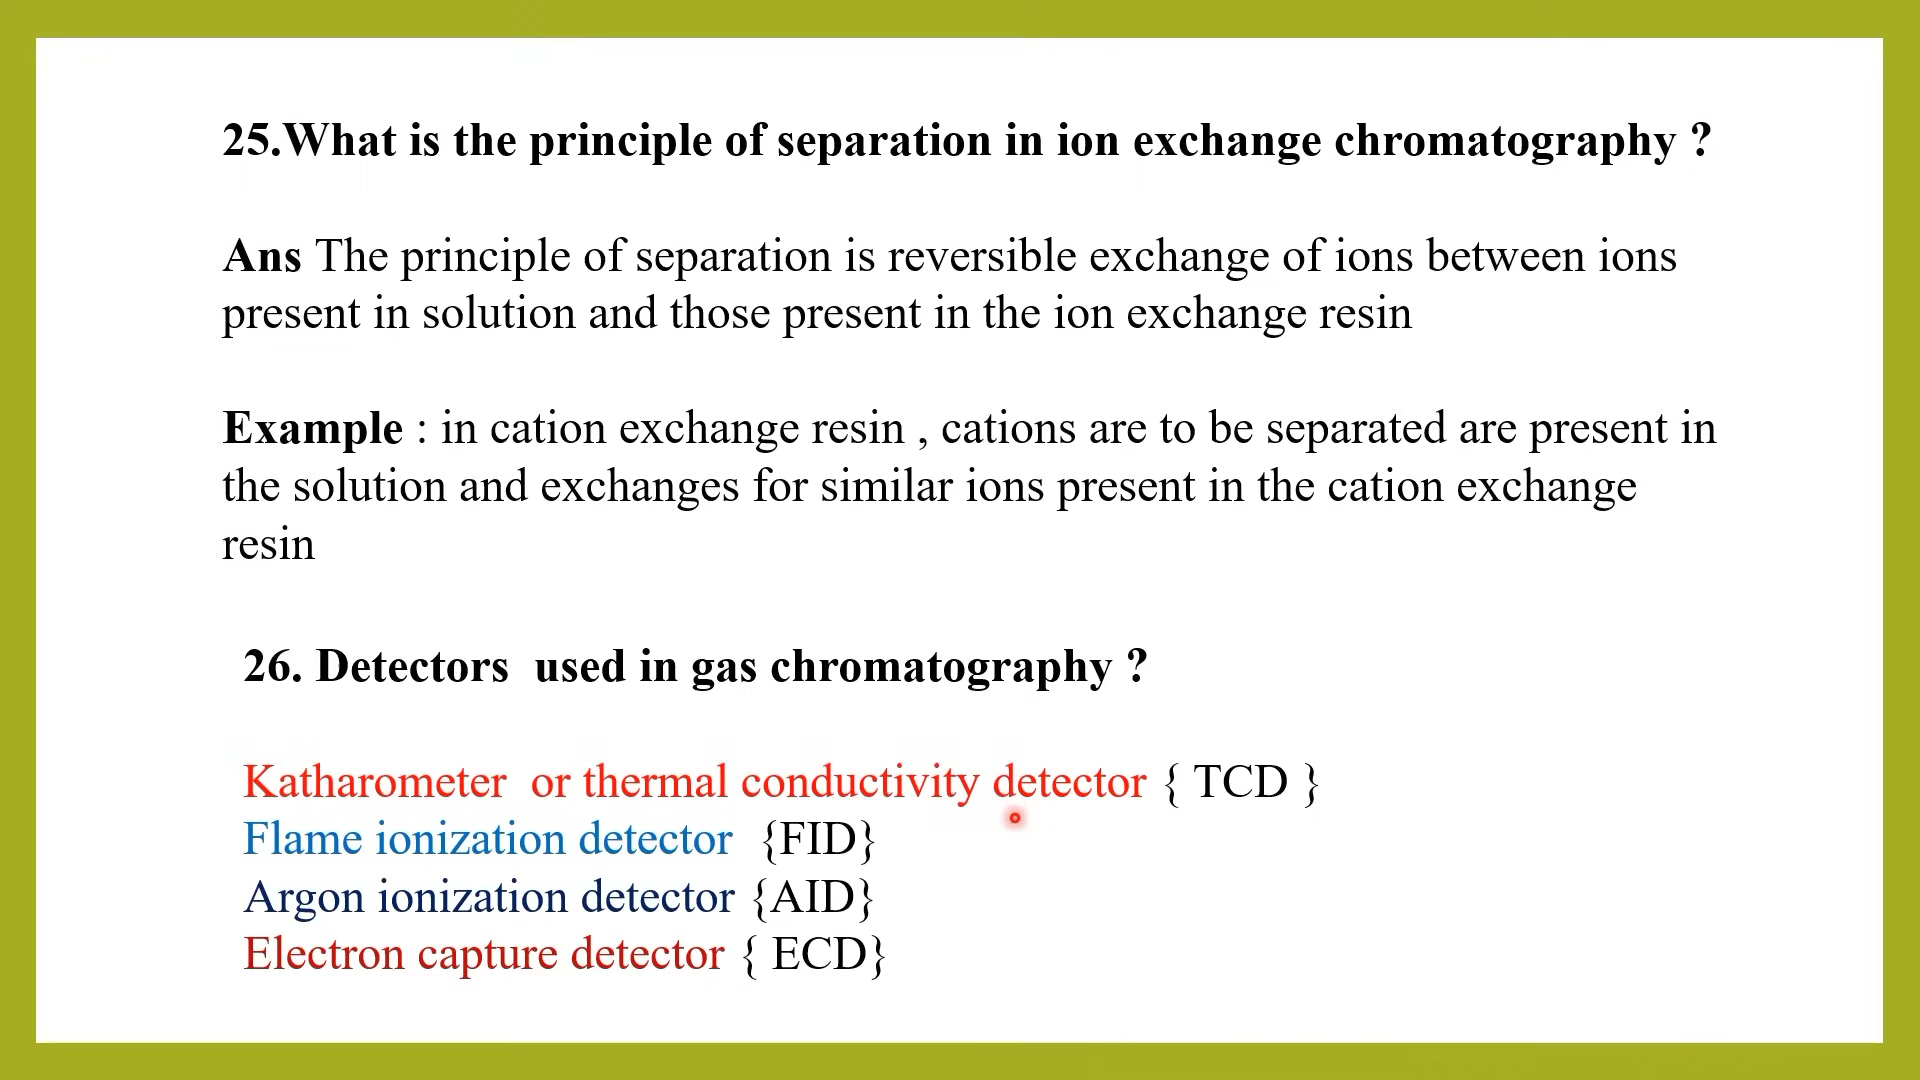 25.What is the principle of separation in ion exchange chromatography ?
Ans The principle of separation is reversible exchange of ions between ions
present in solution and those present in the ion exchange resin
Example : in cation exchange resin , cations are to be separated are present in
the solution and exchanges for similar ions present in the cation exchange
resin
26. Detectors used in gas chromatography ?
Katharometer or thermal conductivity detector { TCD }
Flame ionization detector {FID}
Argon ionization detector {AID}
Electron capture detector { ECD}